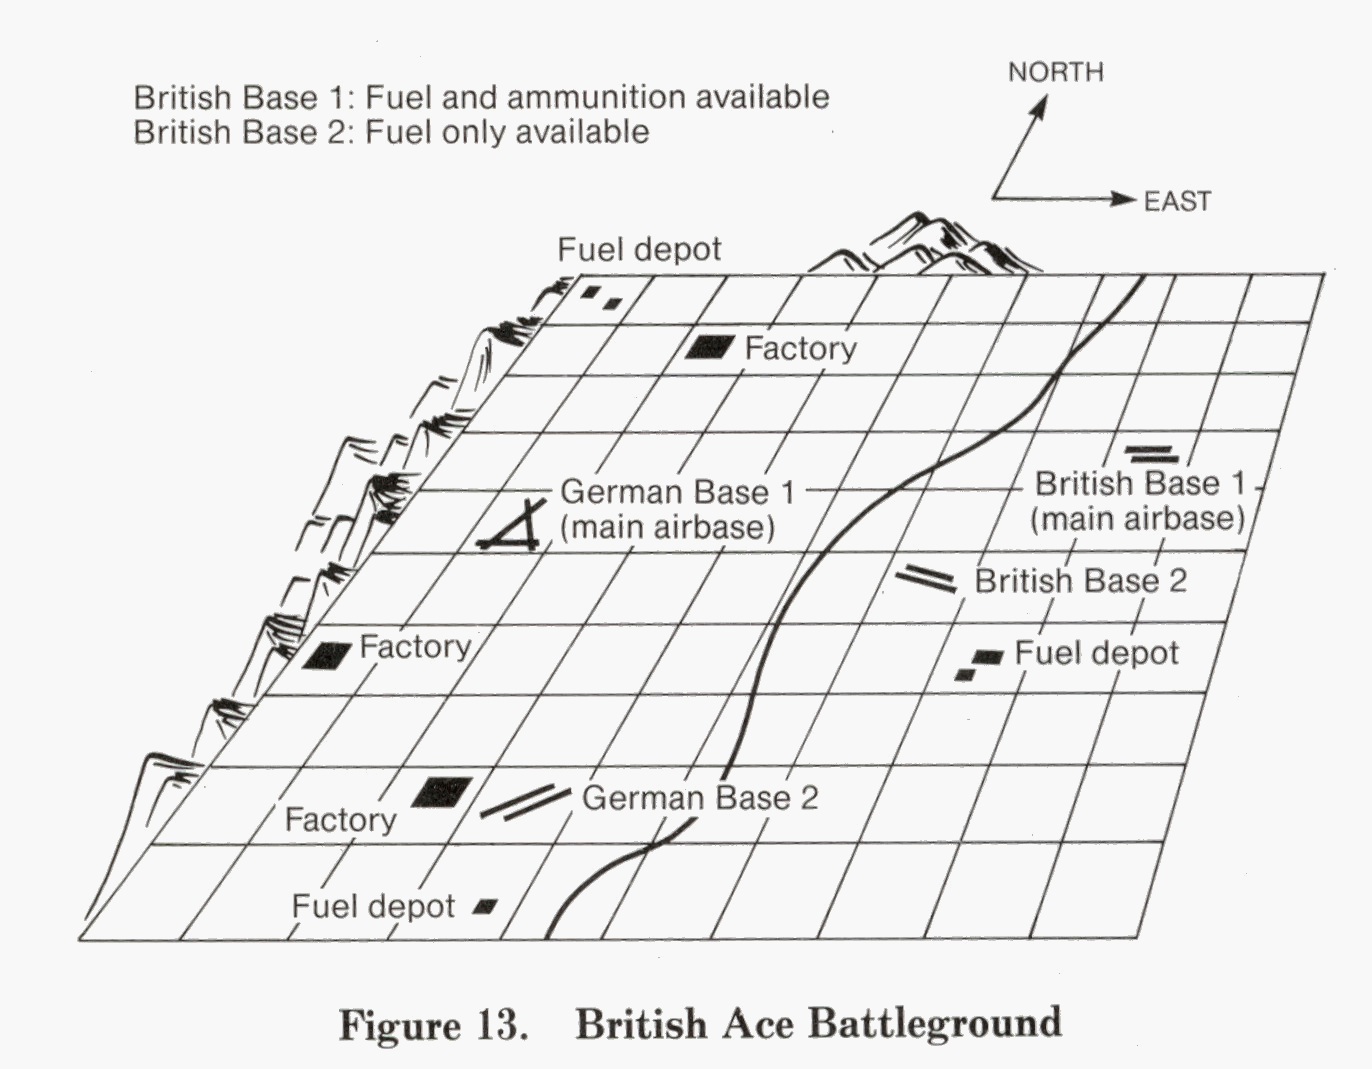 NORTH
British Base 1: Fuel and ammunition available
British Base 2: Fuel only available
EAST
Fuel depot
Factory
British Base 1
(main airbase)
German Base 1
(main airbase)
British Base 2
Factory
Fuel depot
German Base 2
Factory
Fuel depot
Figure 13. British Ace Battleground